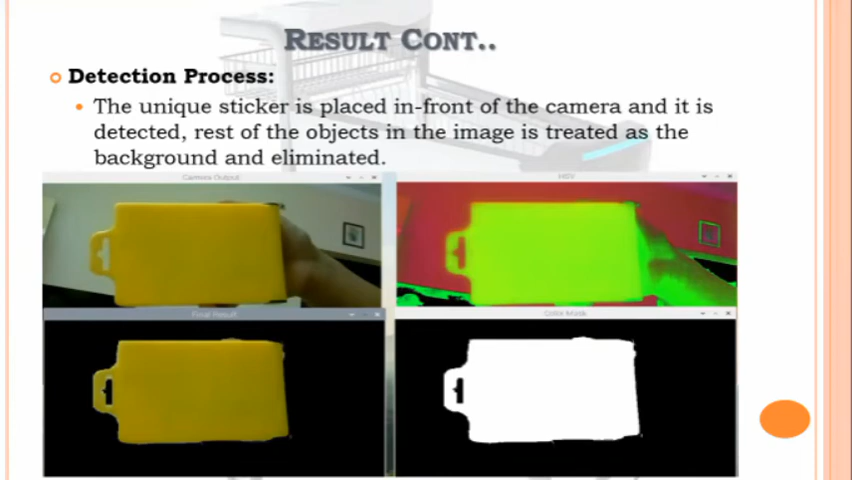 RESULT CONT..
Detection Process:
The unique sticker is placed in-front of the camera and it is
detected, rest of the objects in the image is treated as the
background and eliminated.
Camera Output
HSV
Final Result
Color Mask